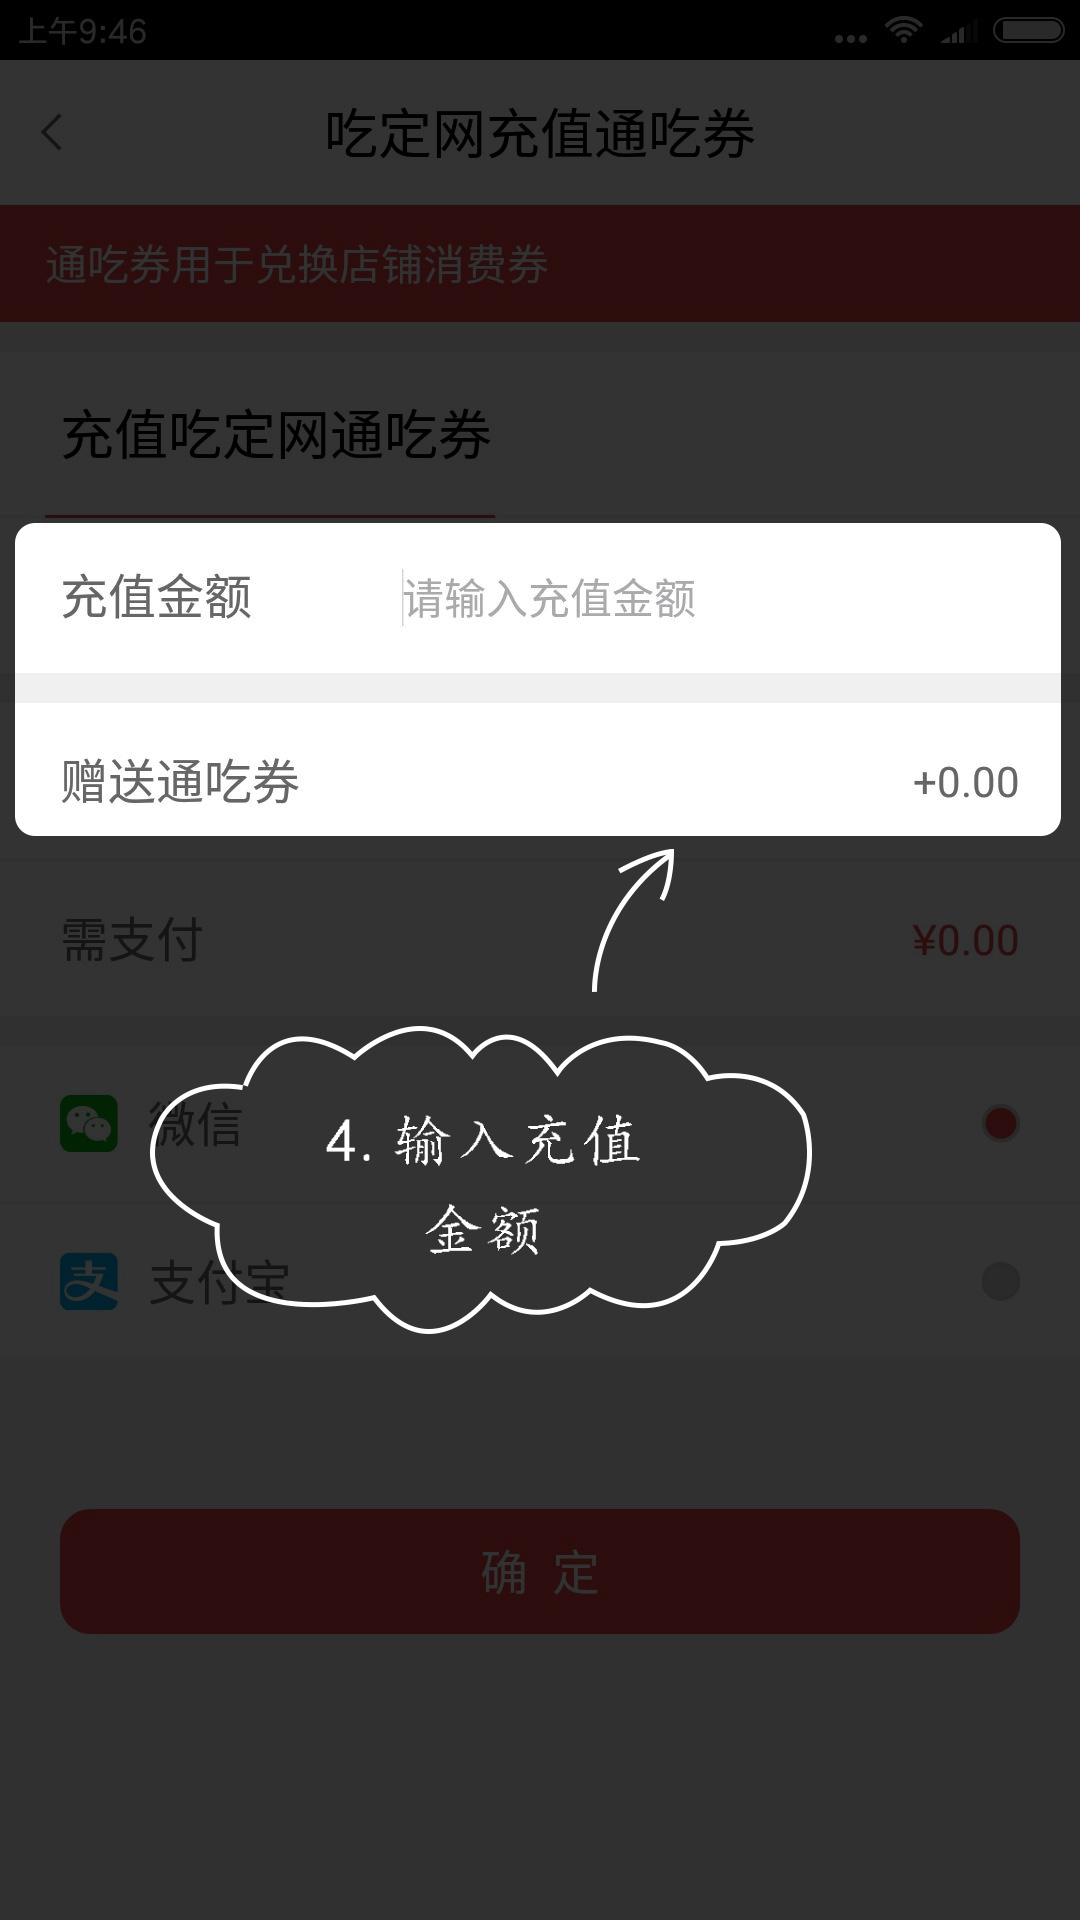 上午9:46
吃定网充值通吃券
通吃券用于兑换店铺消费券
充值吃定网通吃券
充值金额 请输入充值金额
赠送通吃券 +0.00
需支付 ¥0.00
微信
4. 输入充值
金额
支付宝
确 定